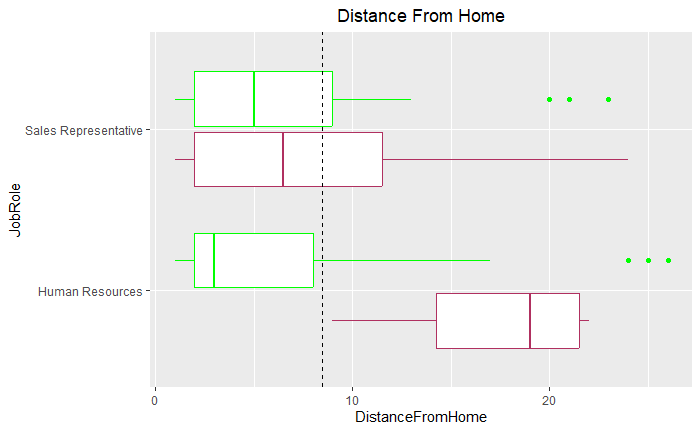 Distance From Home
JobRole
Sales Representative
Human Resources
0
10
20
DistanceFromHome